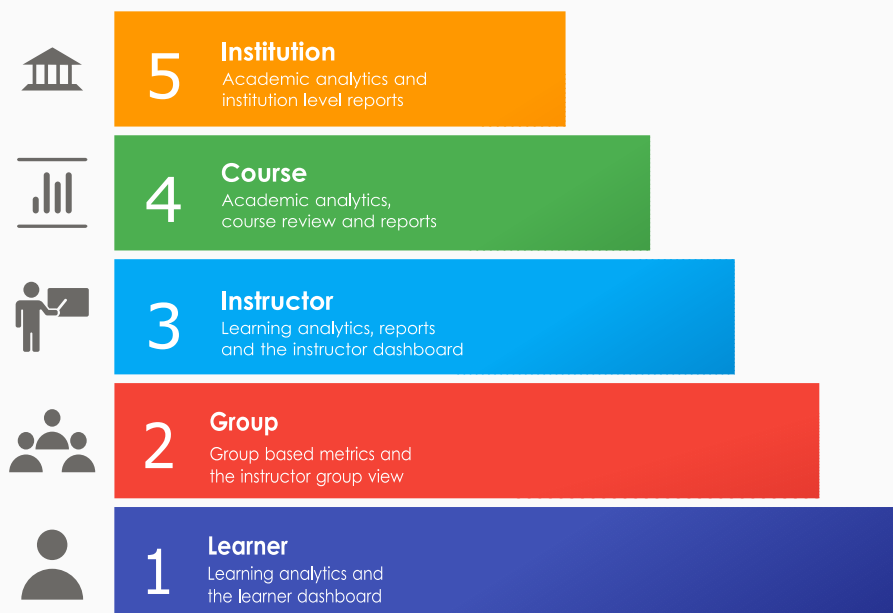 5
Institution
Academic analytics and
institution level reports
4
Course
Academic analytics,
course review and reports
3
Instructor
Learning analytics, reports
and the instructor dashboard
2
Group
Group based metrics and
the instructor group view
1
Learner
Learning analytics and
the learner dashboard